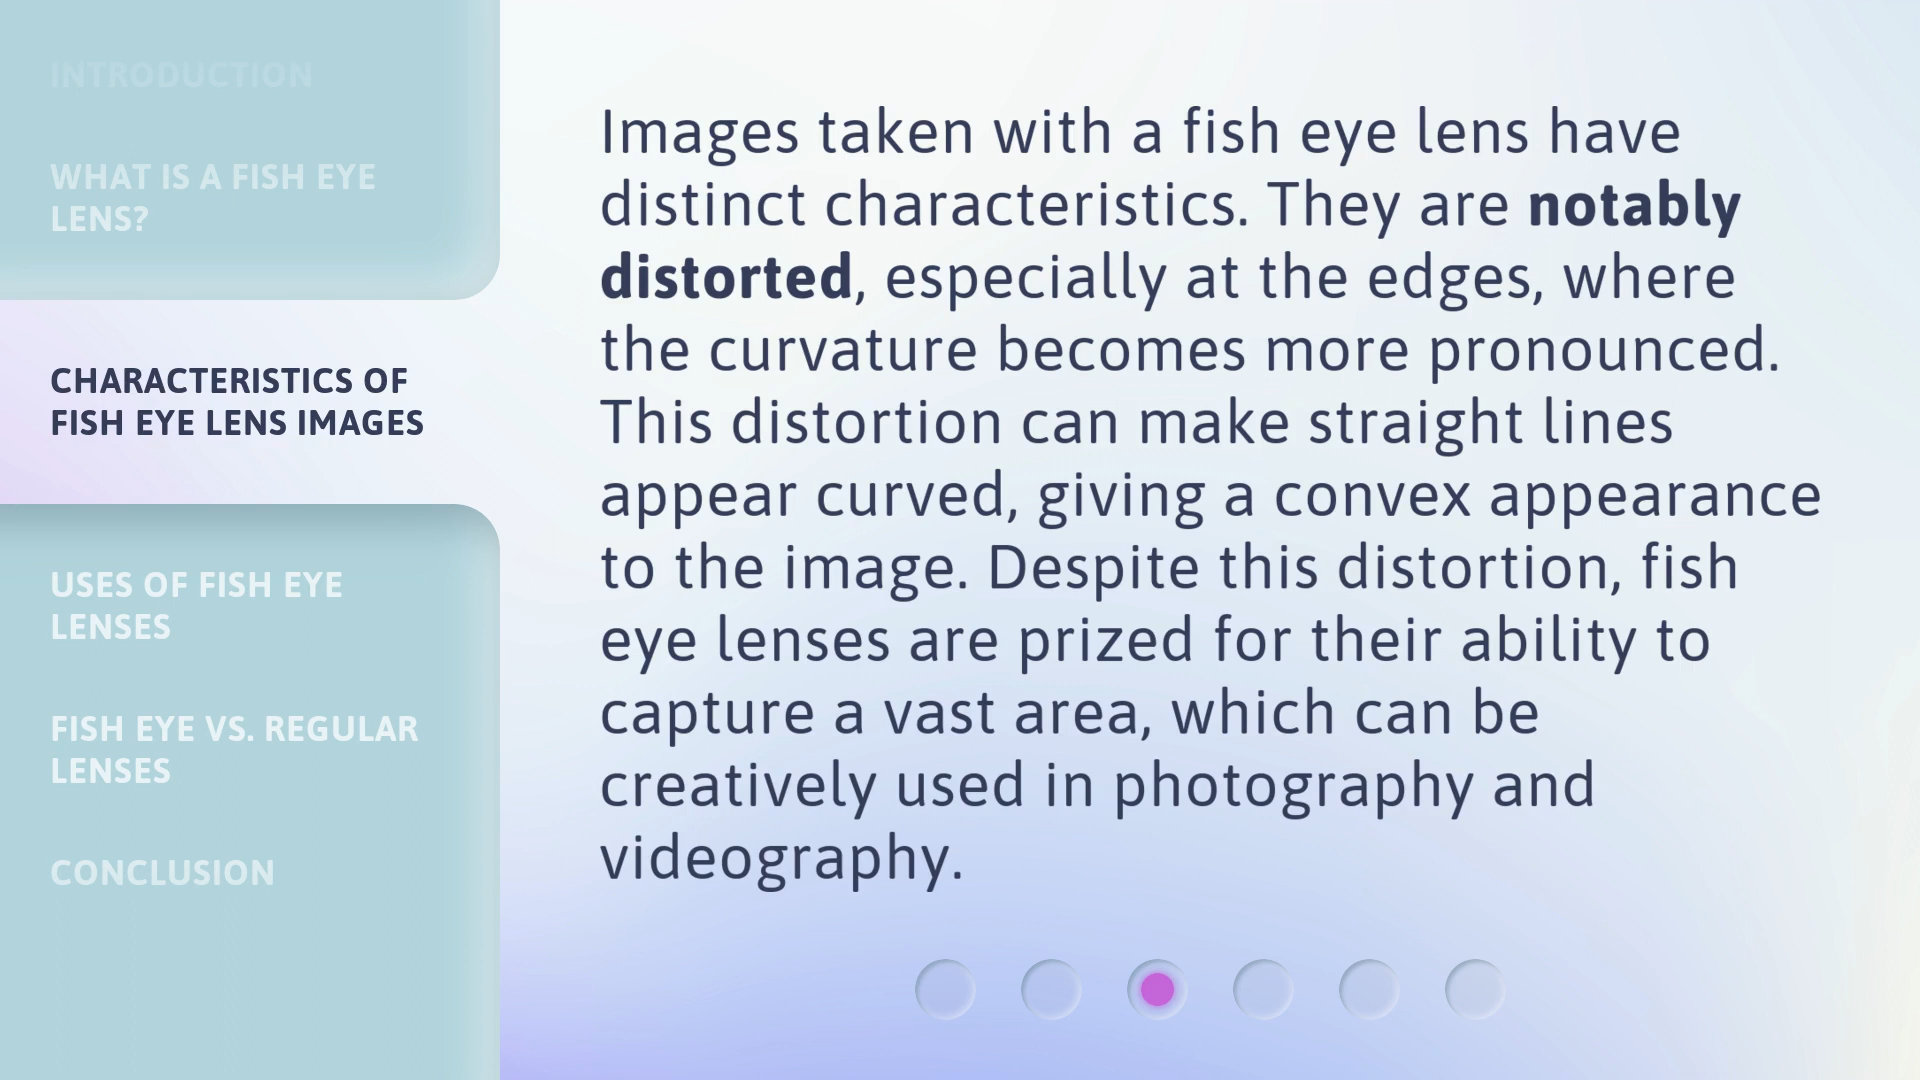 INTRODUCTION
WHAT IS A FISH EYE
LENS?
CHARACTERISTICS OF
FISH EYE LENS IMAGES
USES OF FISH EYE
LENSES
FISH EYE VS. REGULAR
LENSES
CONCLUSION
Images taken with a fish eye lens have
distinct characteristics. They are notably
distorted, especially at the edges, where
the curvature becomes more pronounced.
This distortion can make straight lines
appear curved, giving a convex appearance
to the image. Despite this distortion, fish
eye lenses are prized for their ability to
capture a vast area, which can be
creatively used in photography and
videography.